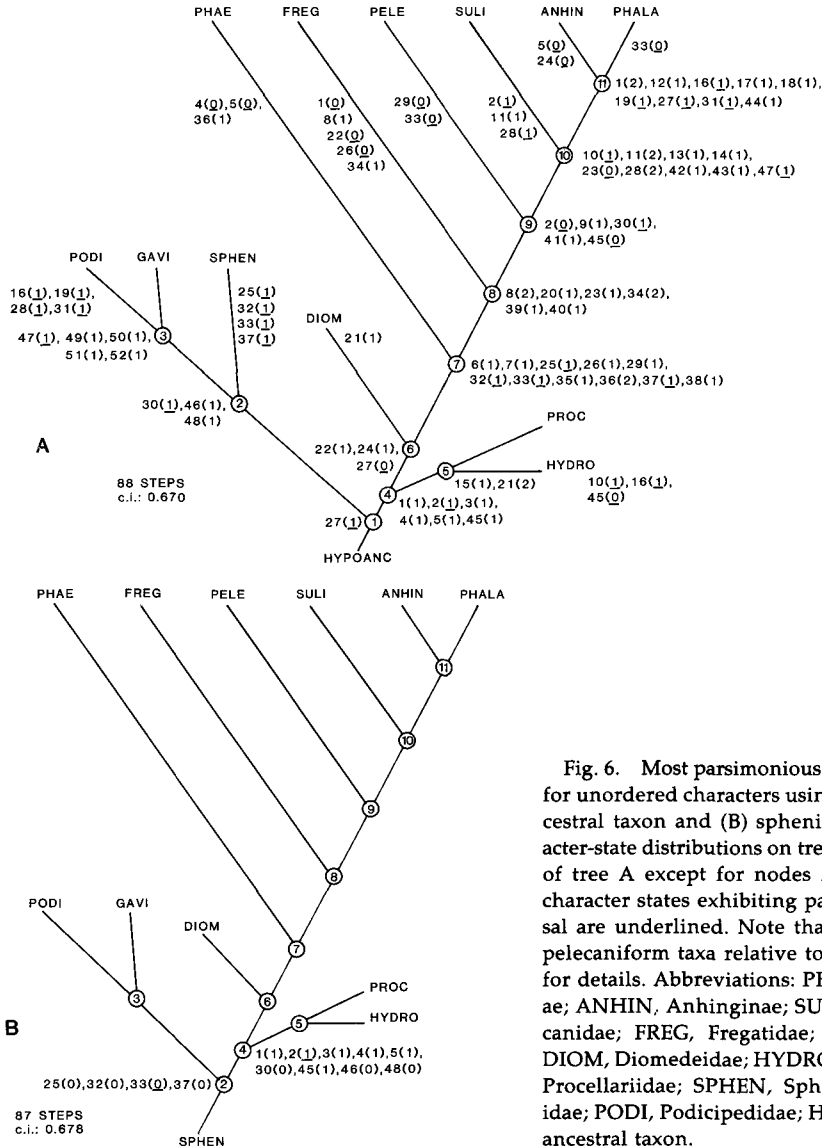 PHAE FREG PELE SULI ANHIN PHALA
5(0)
24(0)
33(0)
11 1(2), 12(1), 16(1), 17(1), 18(1),
19(1), 27(1), 31(1), 44(1)
4(0), 5(0),
36(1)
1(0)
8(1)
22(0)
26(0)
34(1)
29(0)
33(0)
2(1)
11(1)
28(1)
10 10(1), 11(2), 13(1), 14(1),
23(0), 28(2), 42(1), 43(1), 47(1)
9 2(0), 9(1), 30(1),
41(1), 45(0)
PODI GAVI SPHEN
16(1), 19(1),
28(1), 31(1)
25(1)
32(1)
33(1)
37(1)
8 8(2), 20(1), 23(1), 34(2),
39(1), 40(1)
DIOM
21(1)
3
47(1), 49(1), 50(1),
51(1), 52(1)
7 6(1), 7(1), 25(1), 26(1), 29(1),
32(1), 33(1), 35(1), 36(2), 37(1), 38(1)
2
30(1), 46(1),
48(1)
PROC
A
6
22(1), 24(1),
27(0)
5
HYDRO
15(1), 21(2)
10(1), 16(1),
45(0)
88 STEPS
c.i.: 0.670
4
1(1), 2(1), 3(1),
4(1), 5(1), 45(1)
27(1) 1
HYPOANC
PHAE FREG PELE SULI ANHIN PHALA
11
10
9
8
PODI GAVI
DIOM
7
3
6
PROC
5
HYDRO
B
4 1(1), 2(1), 3(1), 4(1), 5(1),
30(0), 45(1), 46(0), 48(0)
25(0), 32(0), 33(0), 37(0) 2
87 STEPS
c.i.: 0.678
SPHEN
Fig. 6. Most parsimonious
for unordered characters usin
cestral taxon and (B) spheni
acter-state distributions on tre
of tree A except for nodes
character states exhibiting pa
sal are underlined. Note tha
pelecaniform taxa relative to
for details. Abbreviations: PH
ae; ANHIN, Anhinginae; SU
canidae; FREG, Fregatidae;
DIOM, Diomedeidae; HYDRO
Procellariidae; SPHEN, Sph
idae; PODI, Podicipedidae; H
ancestral taxon.